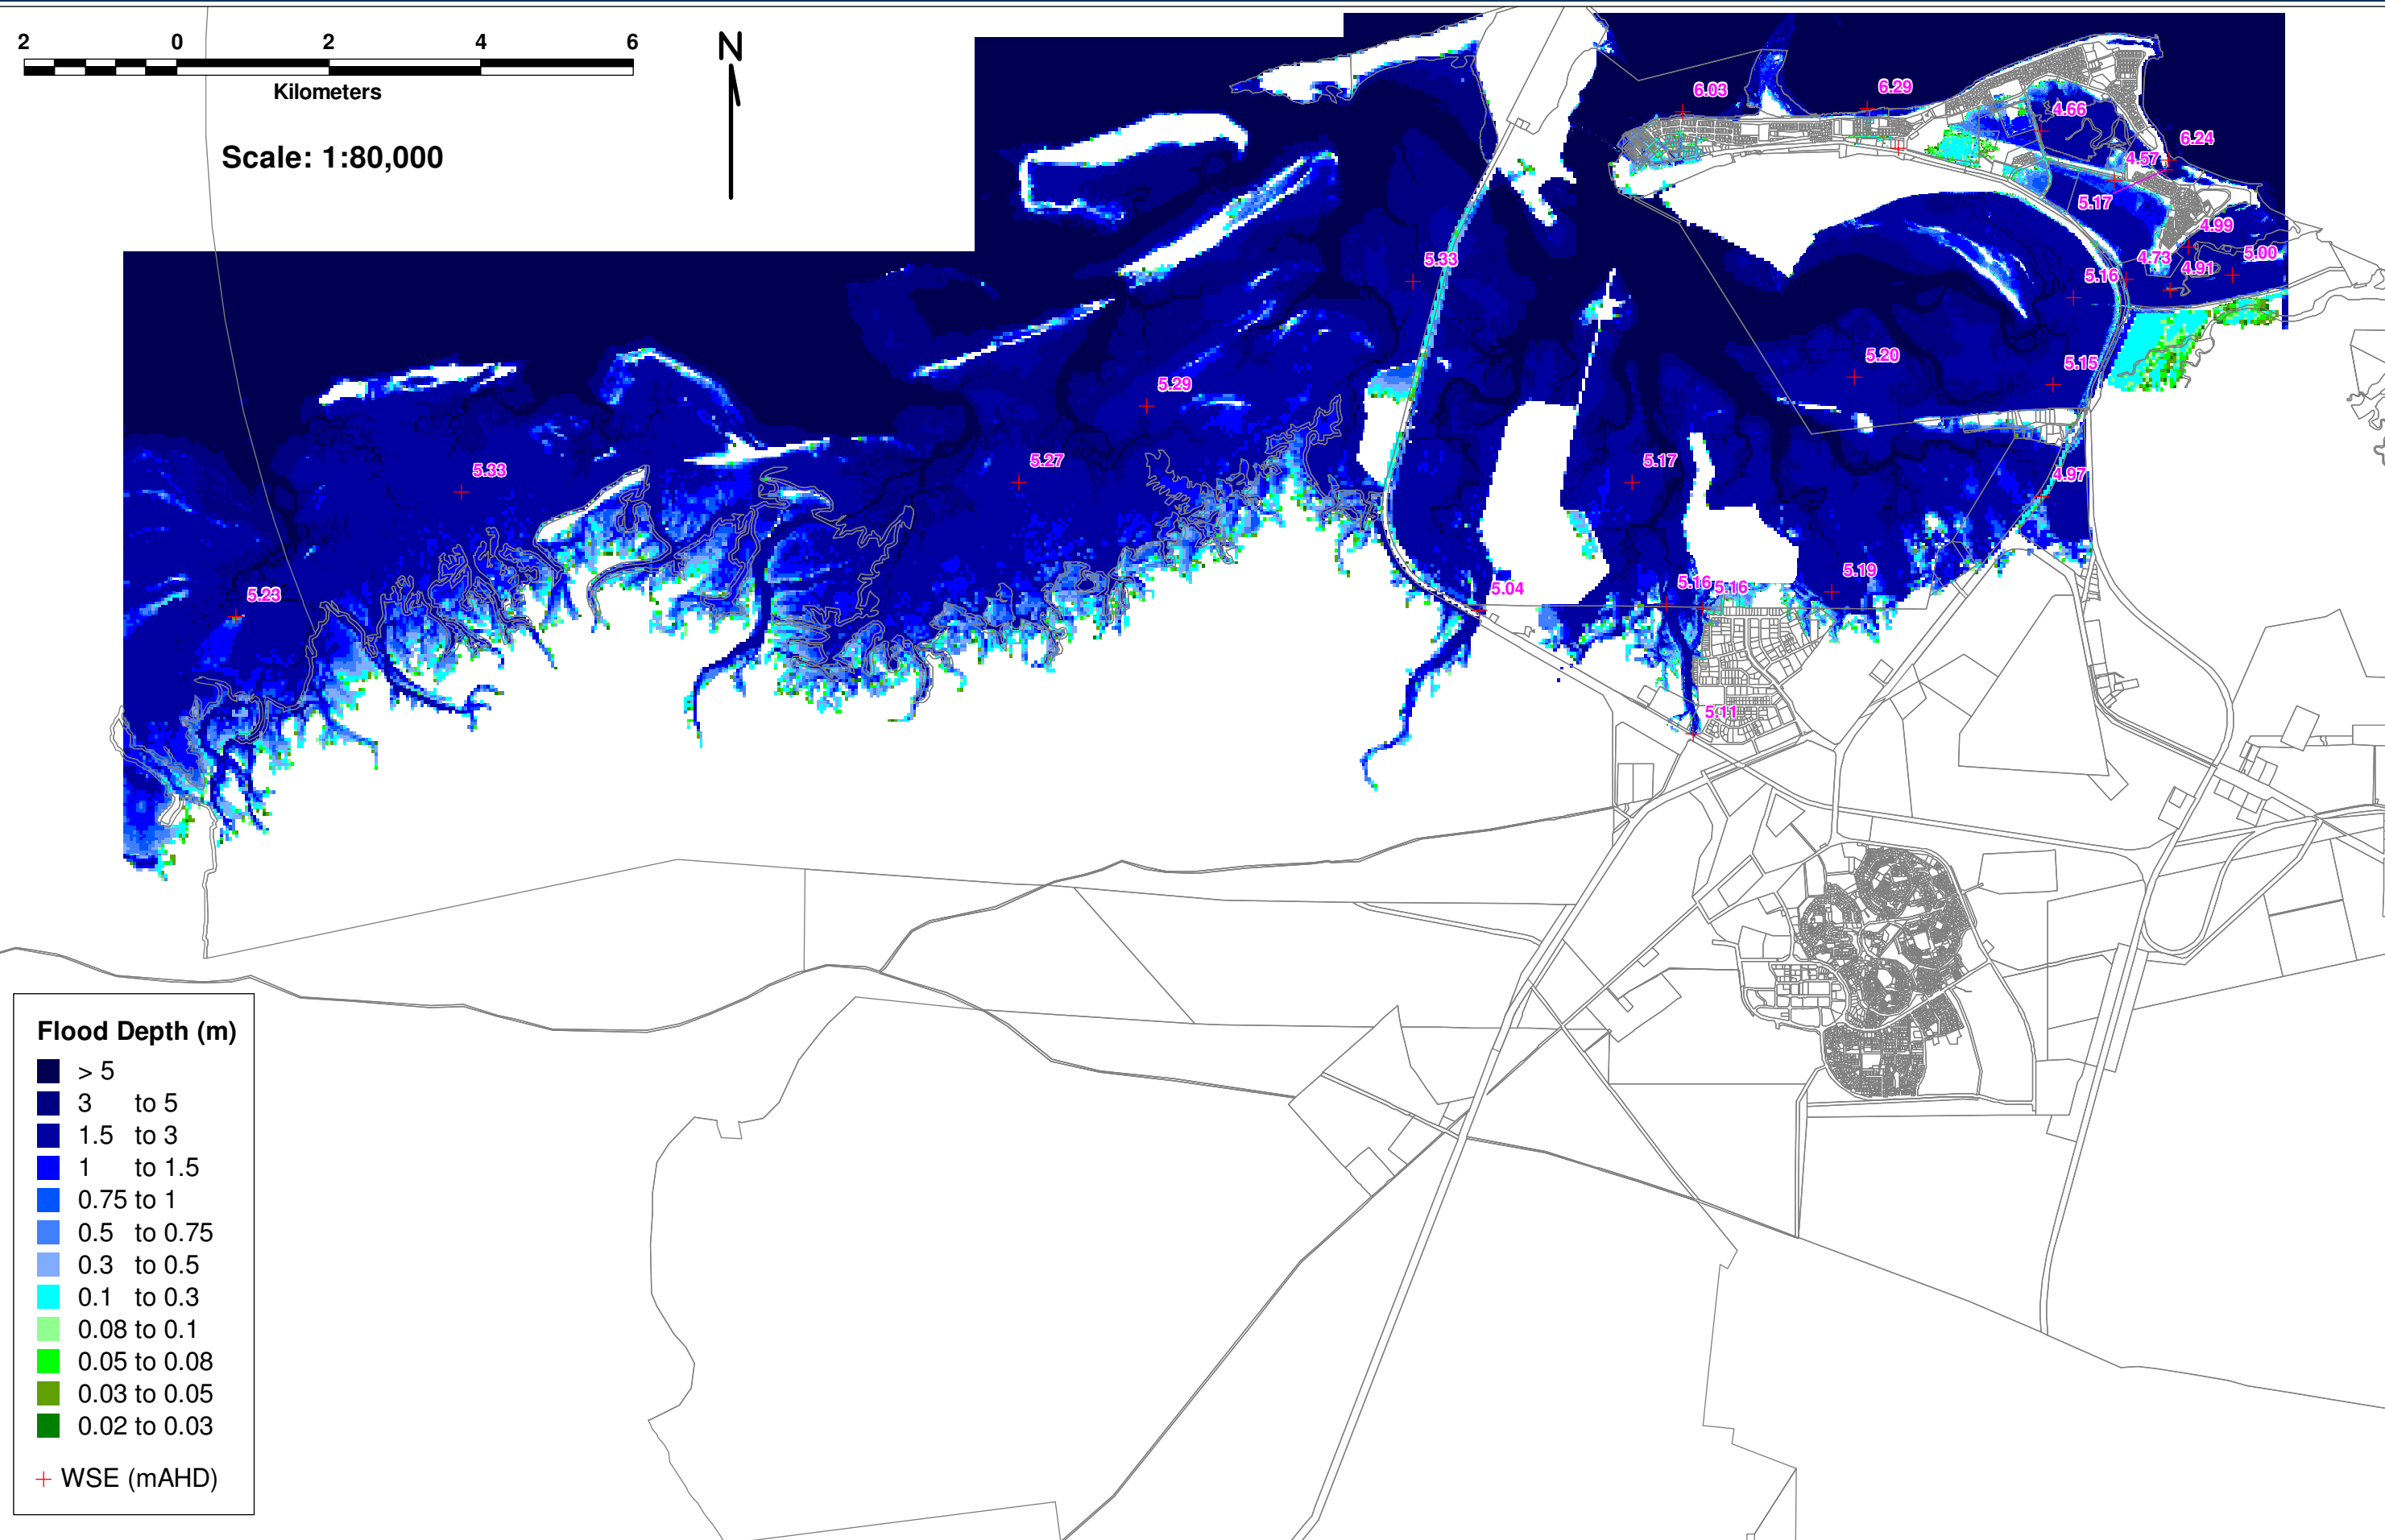 2 0 2 4 6
Kilometers
Scale: 1:80,000
N
6.03
6.29
4.66
6.24
4.57
5.17
4.99
4.73
4.91
5.00
5.16
5.33
5.20
5.15
5.29
5.33
5.27
5.17
4.97
5.23
5.04
5.16
5.16
5.19
5.11
Flood Depth (m)
> 5
3 to 5
1.5 to 3
1 to 1.5
0.75 to 1
0.5 to 0.75
0.3 to 0.5
0.1 to 0.3
0.08 to 0.1
0.05 to 0.08
0.03 to 0.05
0.02 to 0.03
+ WSE (mAHD)